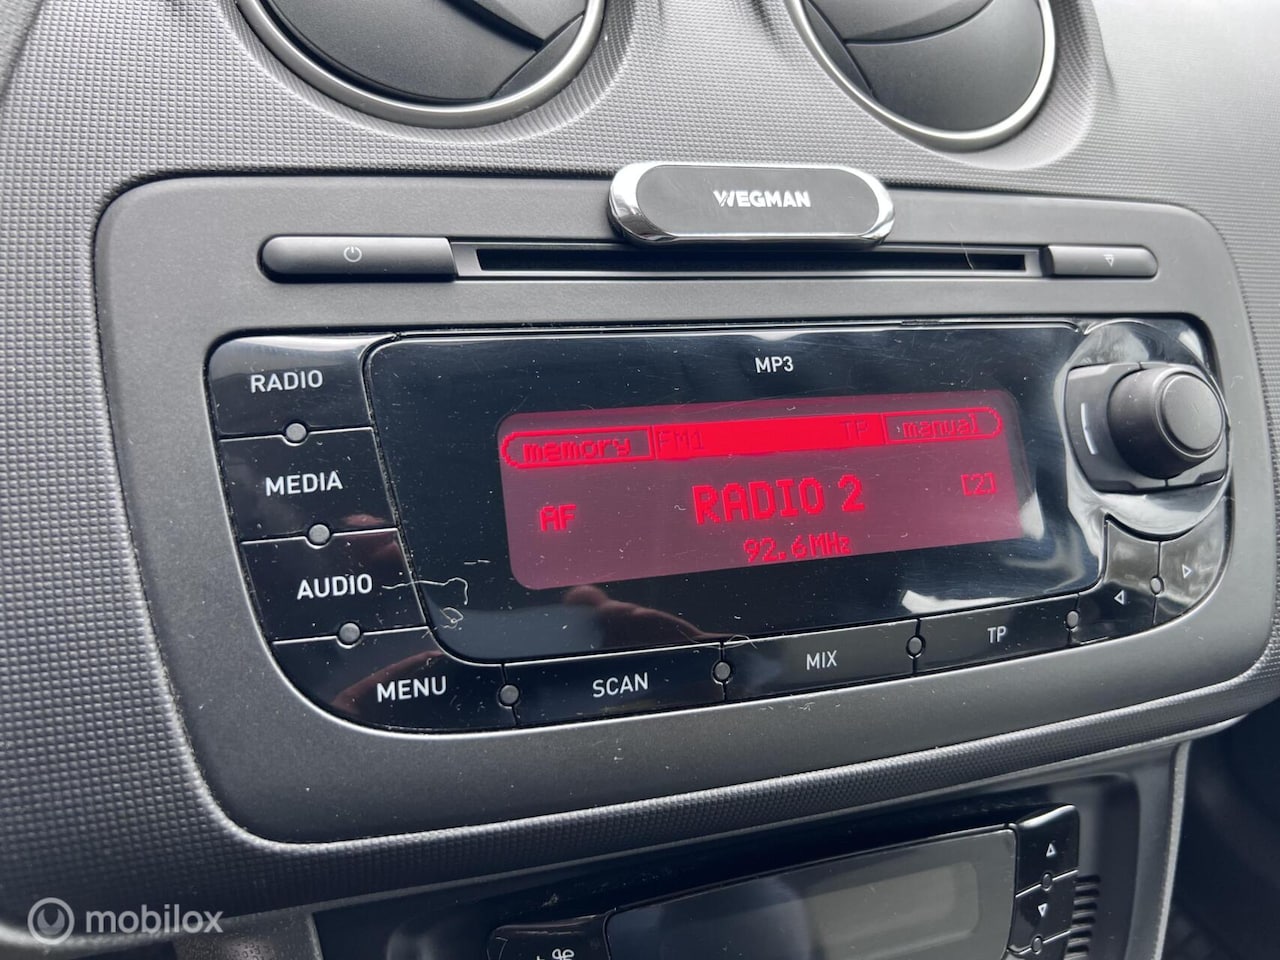 WEGMAN
MP3
RADIO
memory FM1 TP manual
MEDIA
AF RADIO 2 [2]
92.6MHz
AUDIO
MENU
SCAN
MIX
TP
mobilox